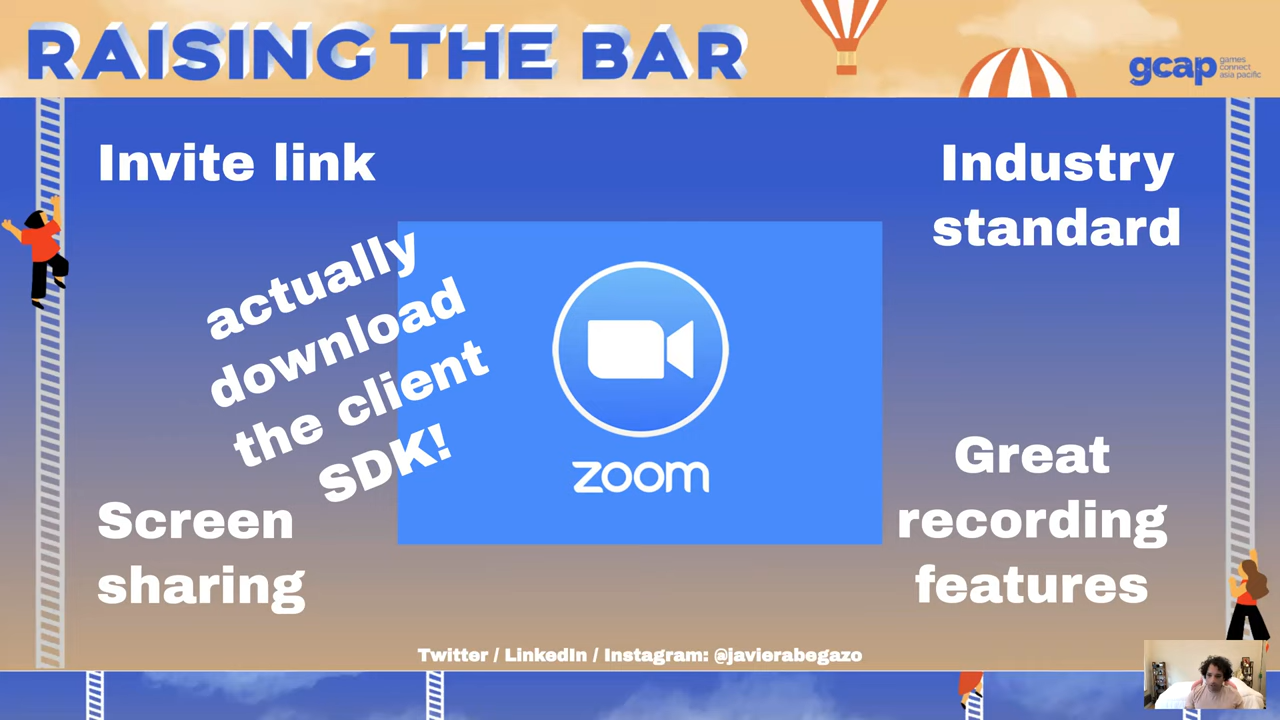 RAISING THE BAR
gcap games
connect
asia pacific
Invite link
Industry
standard
actually
download
the client
SDK!
zoom
Screen
sharing
Great
recording
features
Twitter / LinkedIn / Instagram: @javierabegazo